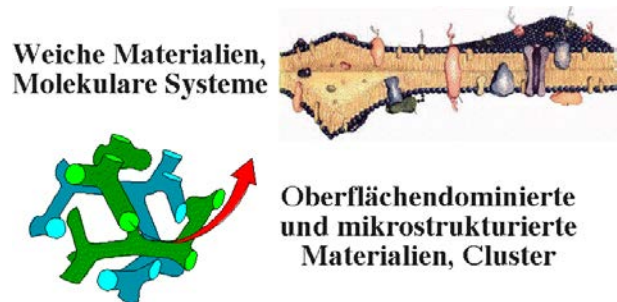 Weiche Materialien,
Molekulare Systeme
Oberflächendominierte
und mikrostrukturierte
Materialien, Cluster